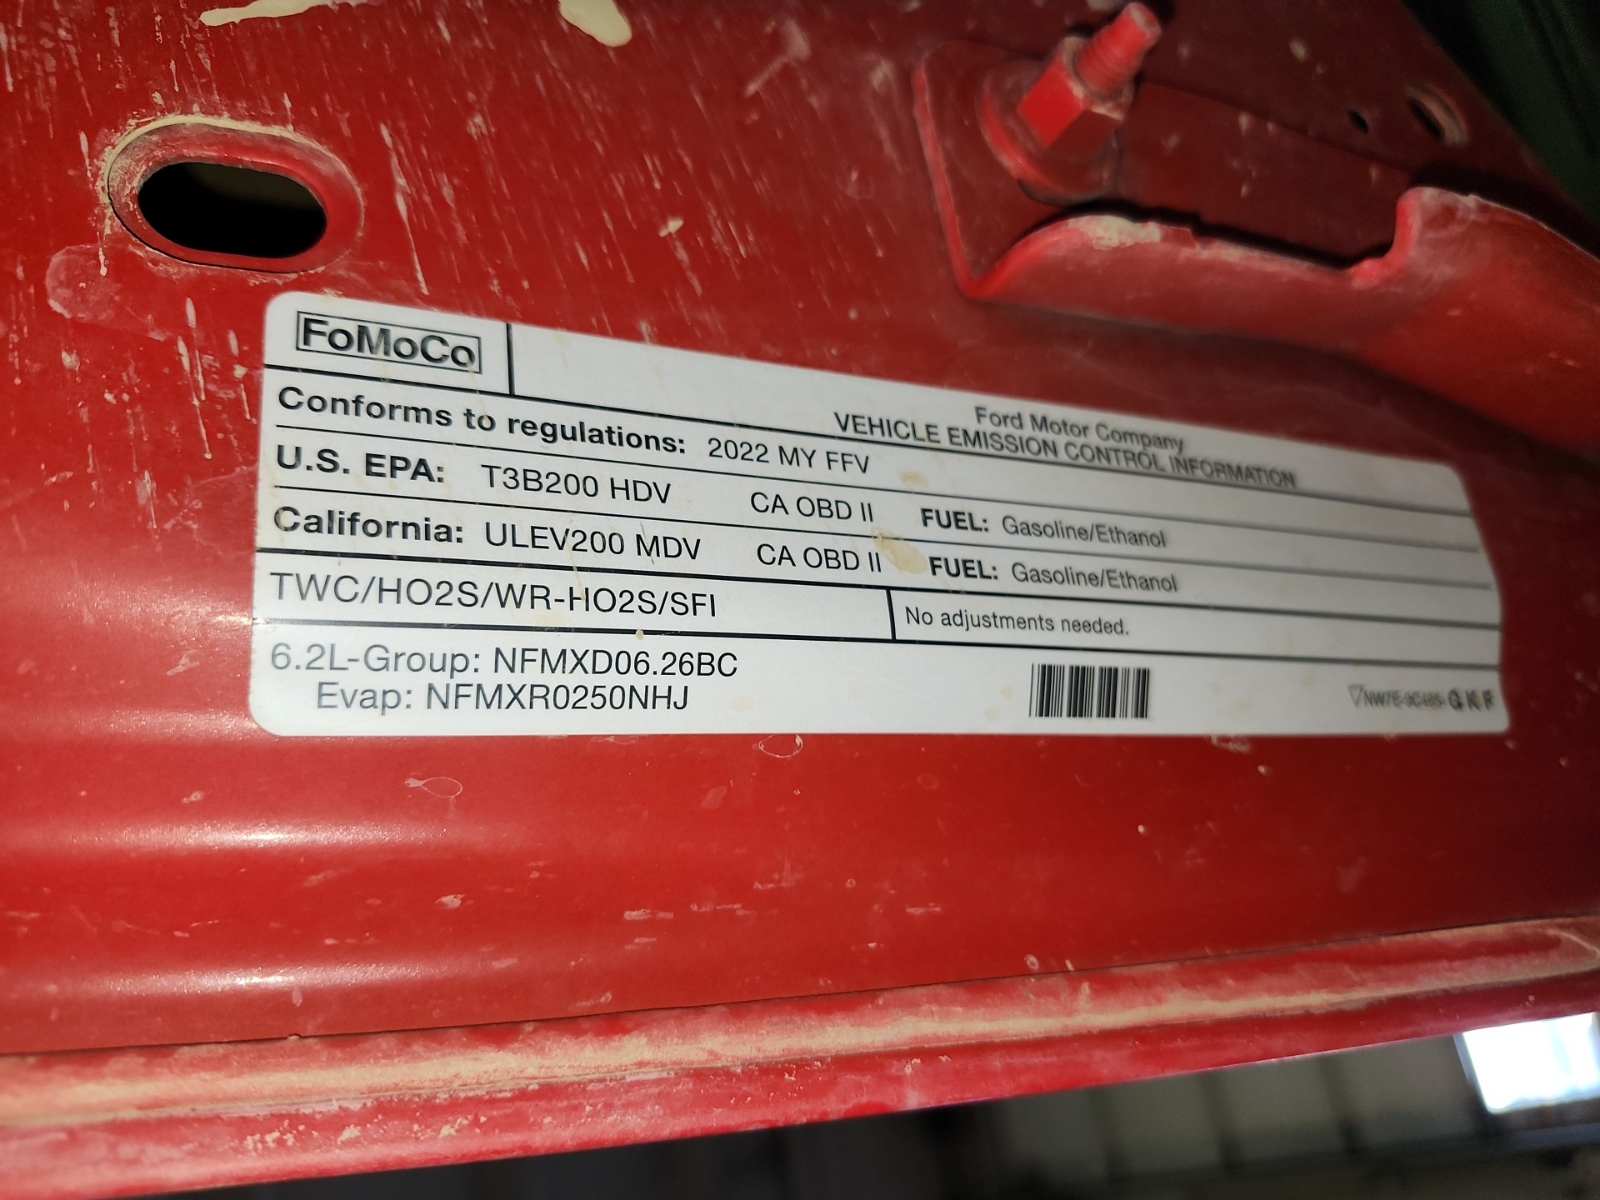 FoMoCo
Ford Motor Company
VEHICLE EMISSION CONTROL INFORMATION
Conforms to regulations: 2022 MY FFV
U.S. EPA: T3B200 HDV CA OBD II FUEL: Gasoline/Ethanol
California: ULEV200 MDV CA OBD II FUEL: Gasoline/Ethanol
TWC/HO2S/WR-HO2S/SFI
No adjustments needed.
6.2L-Group: NFMXD06.26BC
Evap: NFMXR0250NHJ